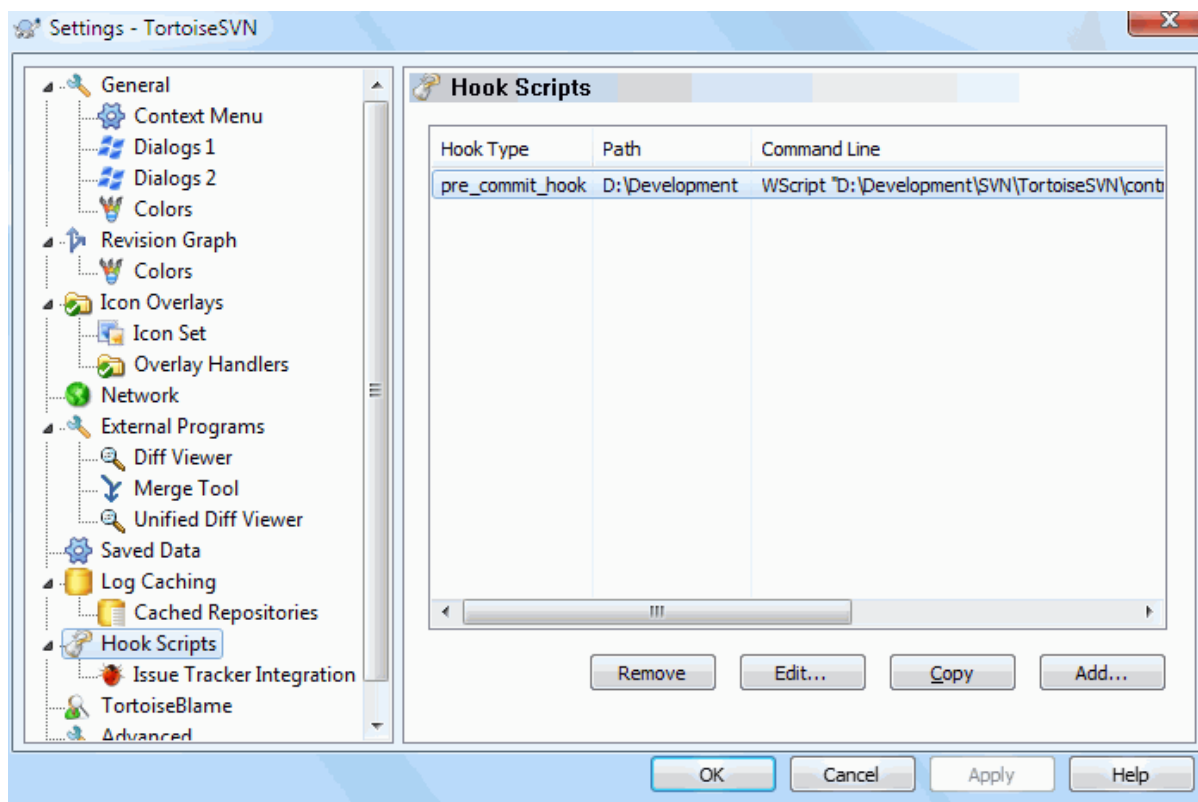 Settings - TortoiseSVN
General
Context Menu
Dialogs 1
Dialogs 2
Colors
Revision Graph
Colors
Icon Overlays
Icon Set
Overlay Handlers
Network
External Programs
Diff Viewer
Merge Tool
Unified Diff Viewer
Saved Data
Log Caching
Cached Repositories
Hook Scripts
Issue Tracker Integration
TortoiseBlame
Advanced
Hook Scripts
Hook Type Path Command Line
pre_commit_hook D:\Development WScript "D:\Development\SVN\TortoiseSVN\contr
Remove Edit... Copy Add...
OK Cancel Apply Help